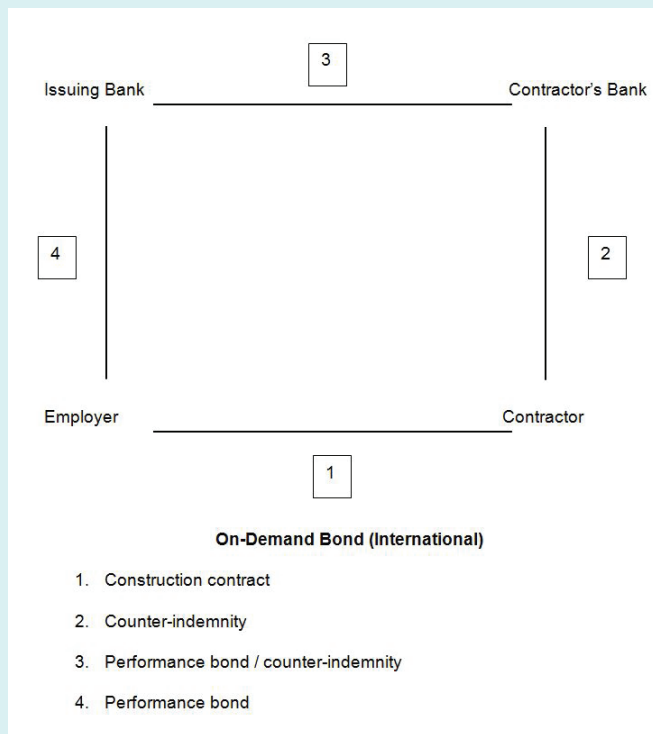 3
Issuing Bank Contractor's Bank
4 2
Employer Contractor
1
On-Demand Bond (International)
1. Construction contract
2. Counter-indemnity
3. Performance bond / counter-indemnity
4. Performance bond